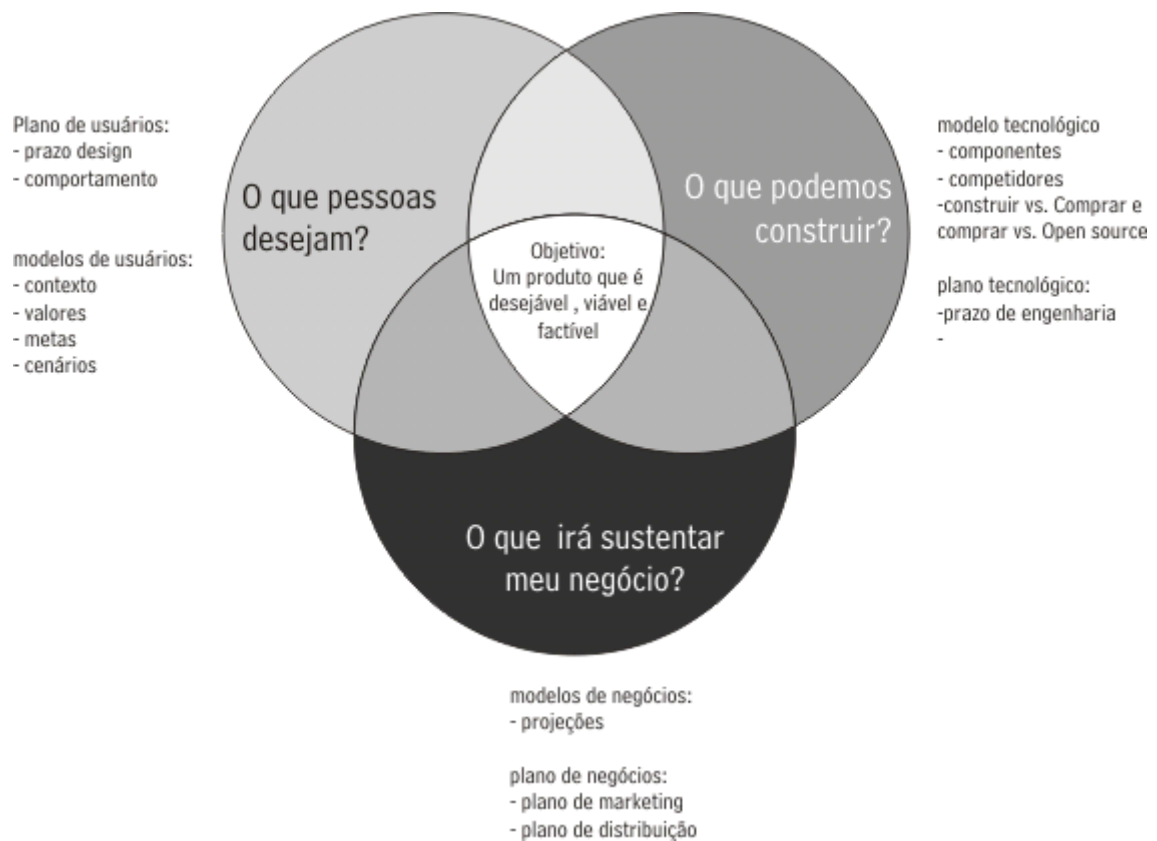 Plano de usuários:
- prazo design
- comportamento
modelos de usuários:
- contexto
- valores
- metas
- cenários
O que pessoas
desejam?
Objetivo:
Um produto que é
desejável , viável e
factível
O que podemos
construir?
modelo tecnológico
- componentes
- competidores
-construir vs. Comprar e
comprar vs. Open source
plano tecnológico:
-prazo de engenharia
-
O que irá sustentar
meu negócio?
modelos de negócios:
- projeções
plano de negócios:
- plano de marketing
- plano de distribuição